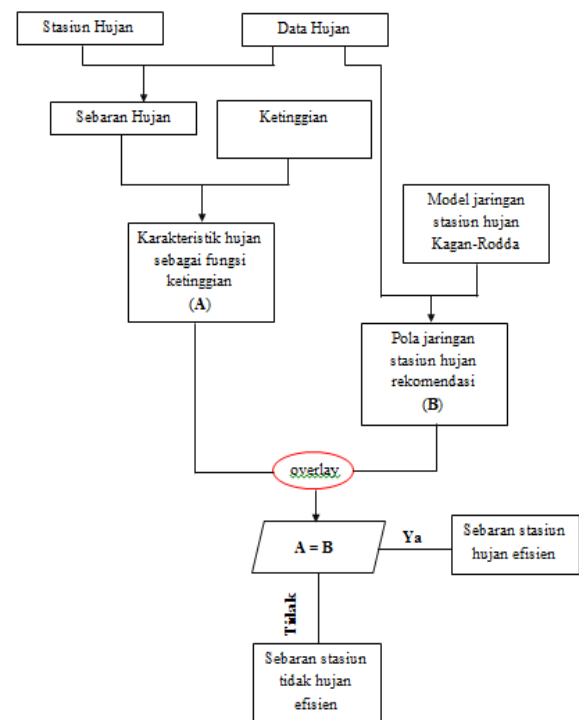 Stasiun Hujan
Data Hujan
Sebaran Hujan
Ketinggian
Model jaringan
stasiun hujan
Kagan-Rodda
Karakteristik hujan
sebagai fungsi
ketinggian
(A)
Pola jaringan
stasiun hujan
rekomendasi
(B)
overlay
A = B
Ya
Sebaran stasiun
hujan efisien
Tidak
Sebaran stasiun
tidak hujan
efisien